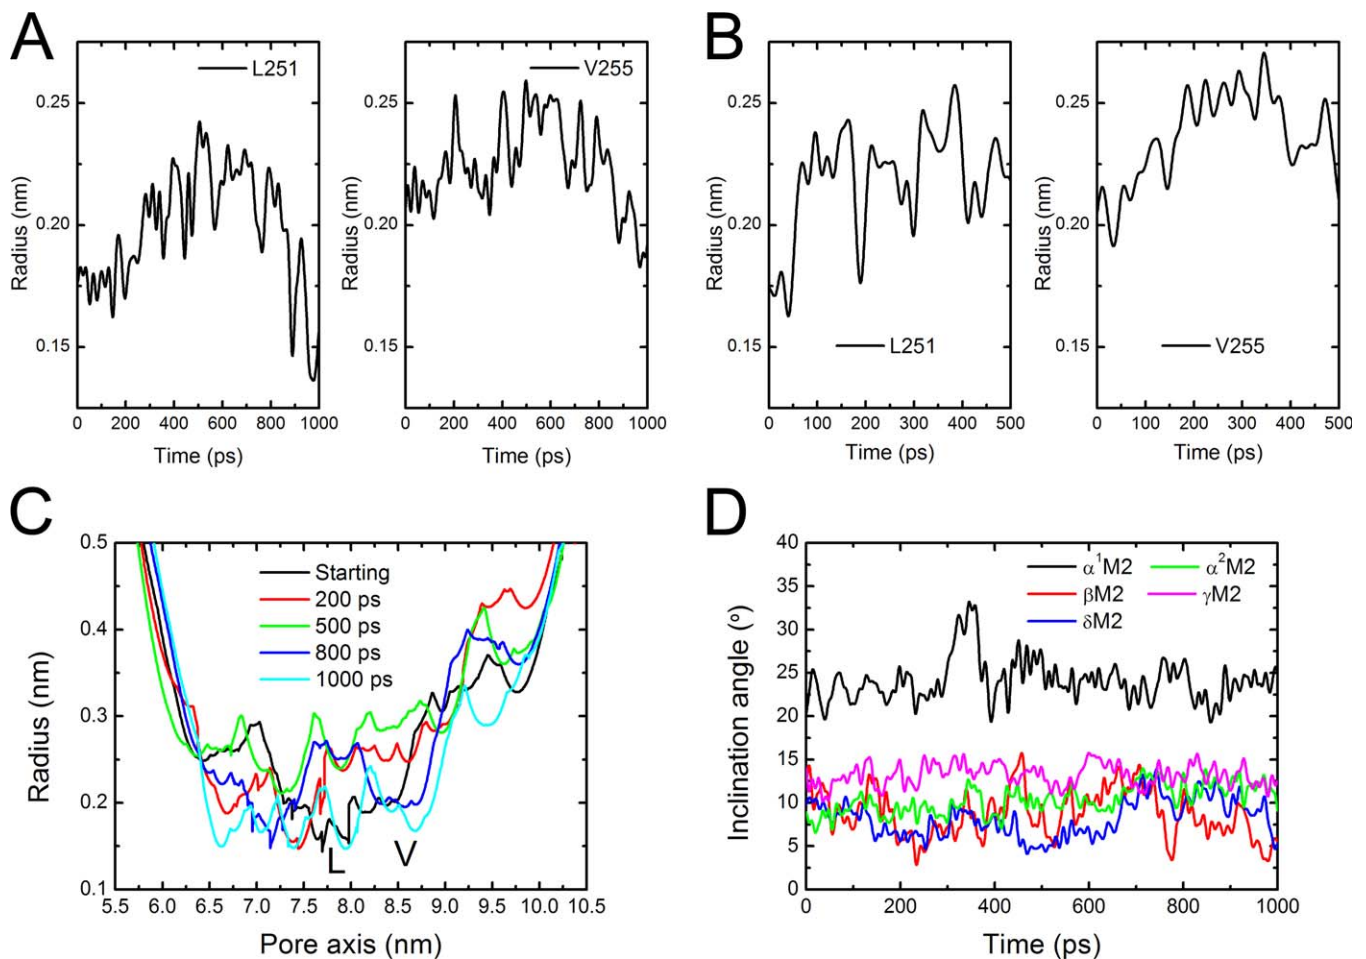 A
B
L251
V255
0.25
0.20
0.15
Radius (nm)
0 200 400 600 800 1000
Time (ps)
0.25
0.20
0.15
Radius (nm)
0 200 400 600 800 1000
Time (ps)
L251
V255
0.25
0.20
0.15
Radius (nm)
0 100 200 300 400 500
Time (ps)
0.25
0.20
0.15
Radius (nm)
0 100 200 300 400 500
Time (ps)
C
0.5
0.4
0.3
0.2
0.1
Radius (nm)
Starting
200 ps
500 ps
800 ps
1000 ps
L V
5.5 6.0 6.5 7.0 7.5 8.0 8.5 9.0 9.5 10.0 10.5
Pore axis (nm)
D
40
35
30
25
20
15
10
5
0
Inclination angle (º)
α¹M2 α²M2
βM2 γM2
δM2
0 200 400 600 800 1000
Time (ps)